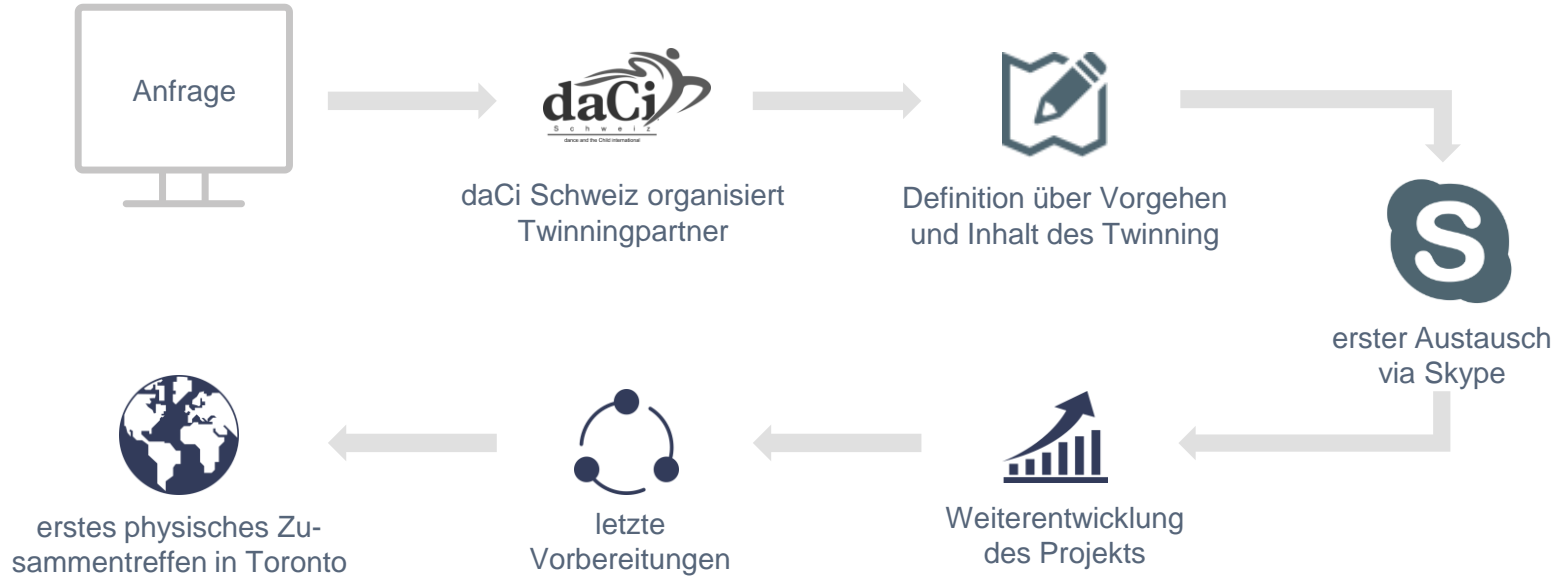 Anfrage
daCi
Schweiz
dance and the Child international
daCi Schweiz organisiert
Twinningpartner
Definition über Vorgehen
und Inhalt des Twinning
S
erster Austausch
via Skype
Weiterentwicklung
des Projekts
letzte
Vorbereitungen
erstes physisches Zu-
sammentreffen in Toronto